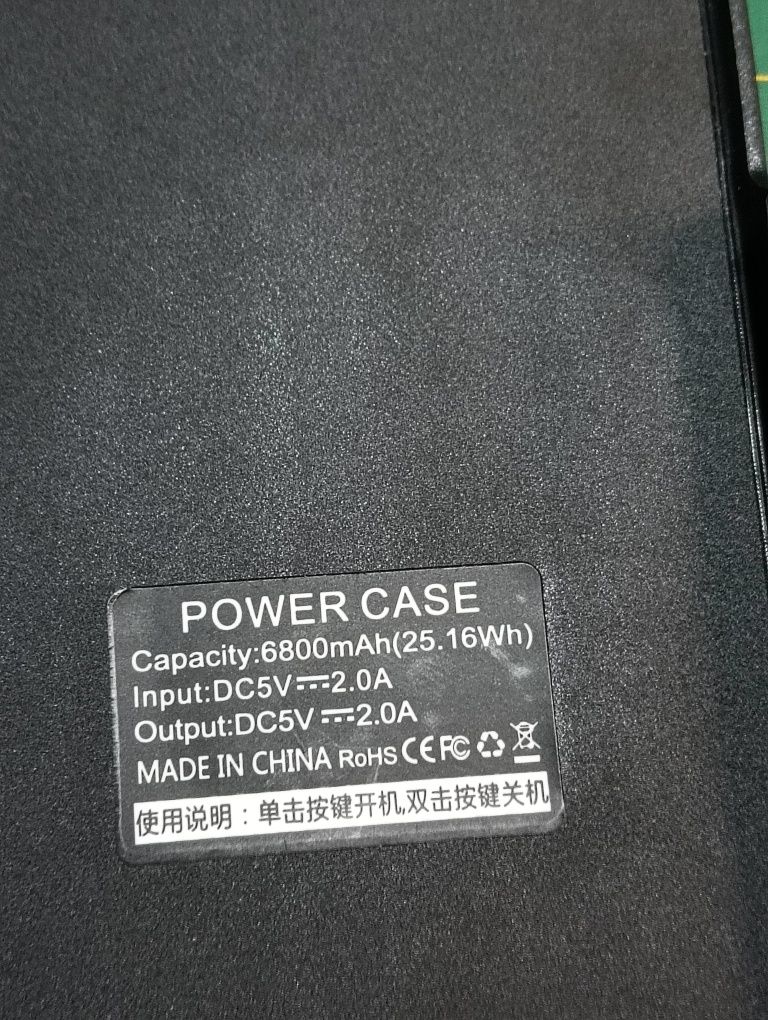 POWER CASE
Capacity:6800mAh(25.16Wh)
Input:DC5V⎓2.0A
Output:DC5V⎓2.0A
MADE IN CHINA RoHS CE FC
使用说明：单击按键开机,双击按键关机